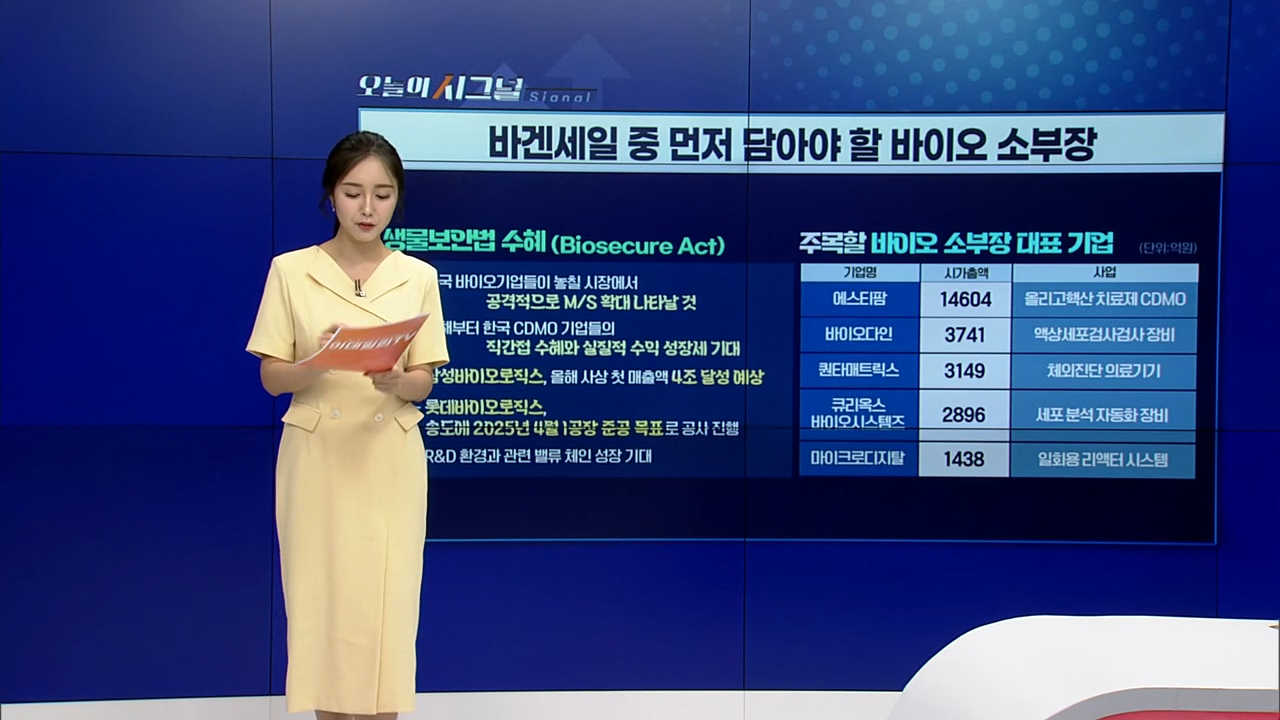 오늘의 시그널
Signal
바겐세일 중 먼저 담아야 할 바이오 소부장
생물보안법 수혜 (Biosecure Act)
바이오기업들이 놓칠 시장에서
공격적으로 M/S 확대 나타날 것
한국 CDMO 기업들의
직간접 수혜와 실질적 수익 성장세 기대
삼성바이오로직스, 올해 사상 첫 매출액 4조 달성 예상
롯데바이오로직스,
송도에 2025년 4월 1공장 준공 목표로 공사 진행
R&D 환경과 관련 밸류 체인 성장 기대
주목할 바이오 소부장 대표 기업 (단위:억원)
기업명 시가총액 사업
에스티팜 14604 올리고핵산 치료제 CDMO
바이오다인 3741 액상세포검사검사 장비
퀀타매트릭스 3149 체외진단 의료기기
큐리옥스
바이오시스템즈 2896 세포 분석 자동화 장비
마이크로디지탈 1438 일회용 리액터 시스템
이데일리TV